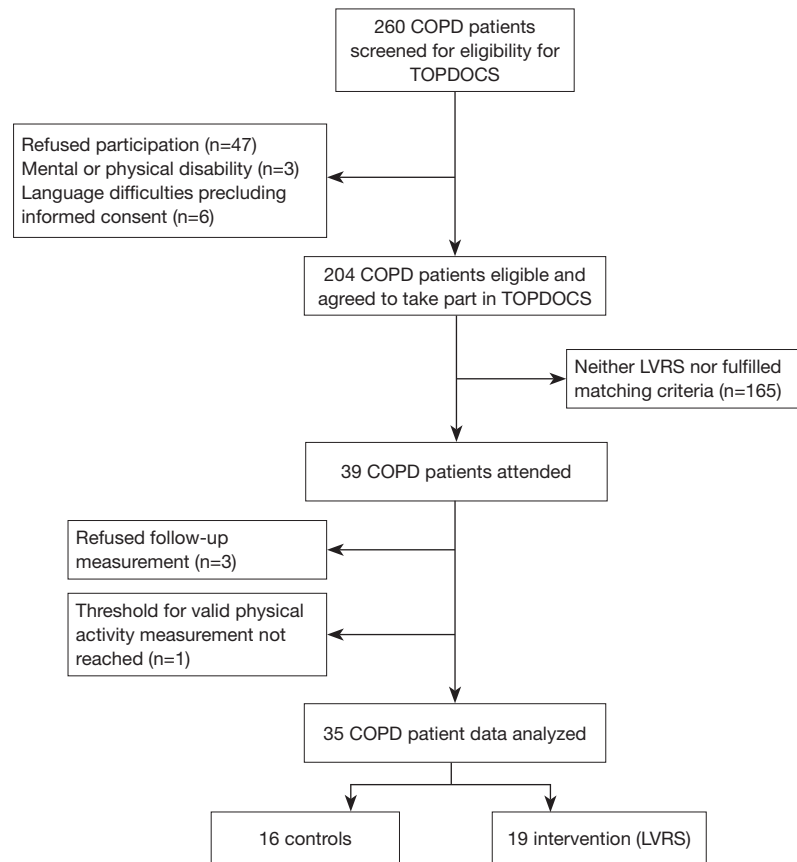 260 COPD patients
screened for eligibility for
TOPDOCS
Refused participation (n=47)
Mental or physical disability (n=3)
Language difficulties precluding
informed consent (n=6)
204 COPD patients eligible and
agreed to take part in TOPDOCS
Neither LVRS nor fulfilled
matching criteria (n=165)
39 COPD patients attended
Refused follow-up
measurement (n=3)
Threshold for valid physical
activity measurement not
reached (n=1)
35 COPD patient data analyzed
16 controls
19 intervention (LVRS)